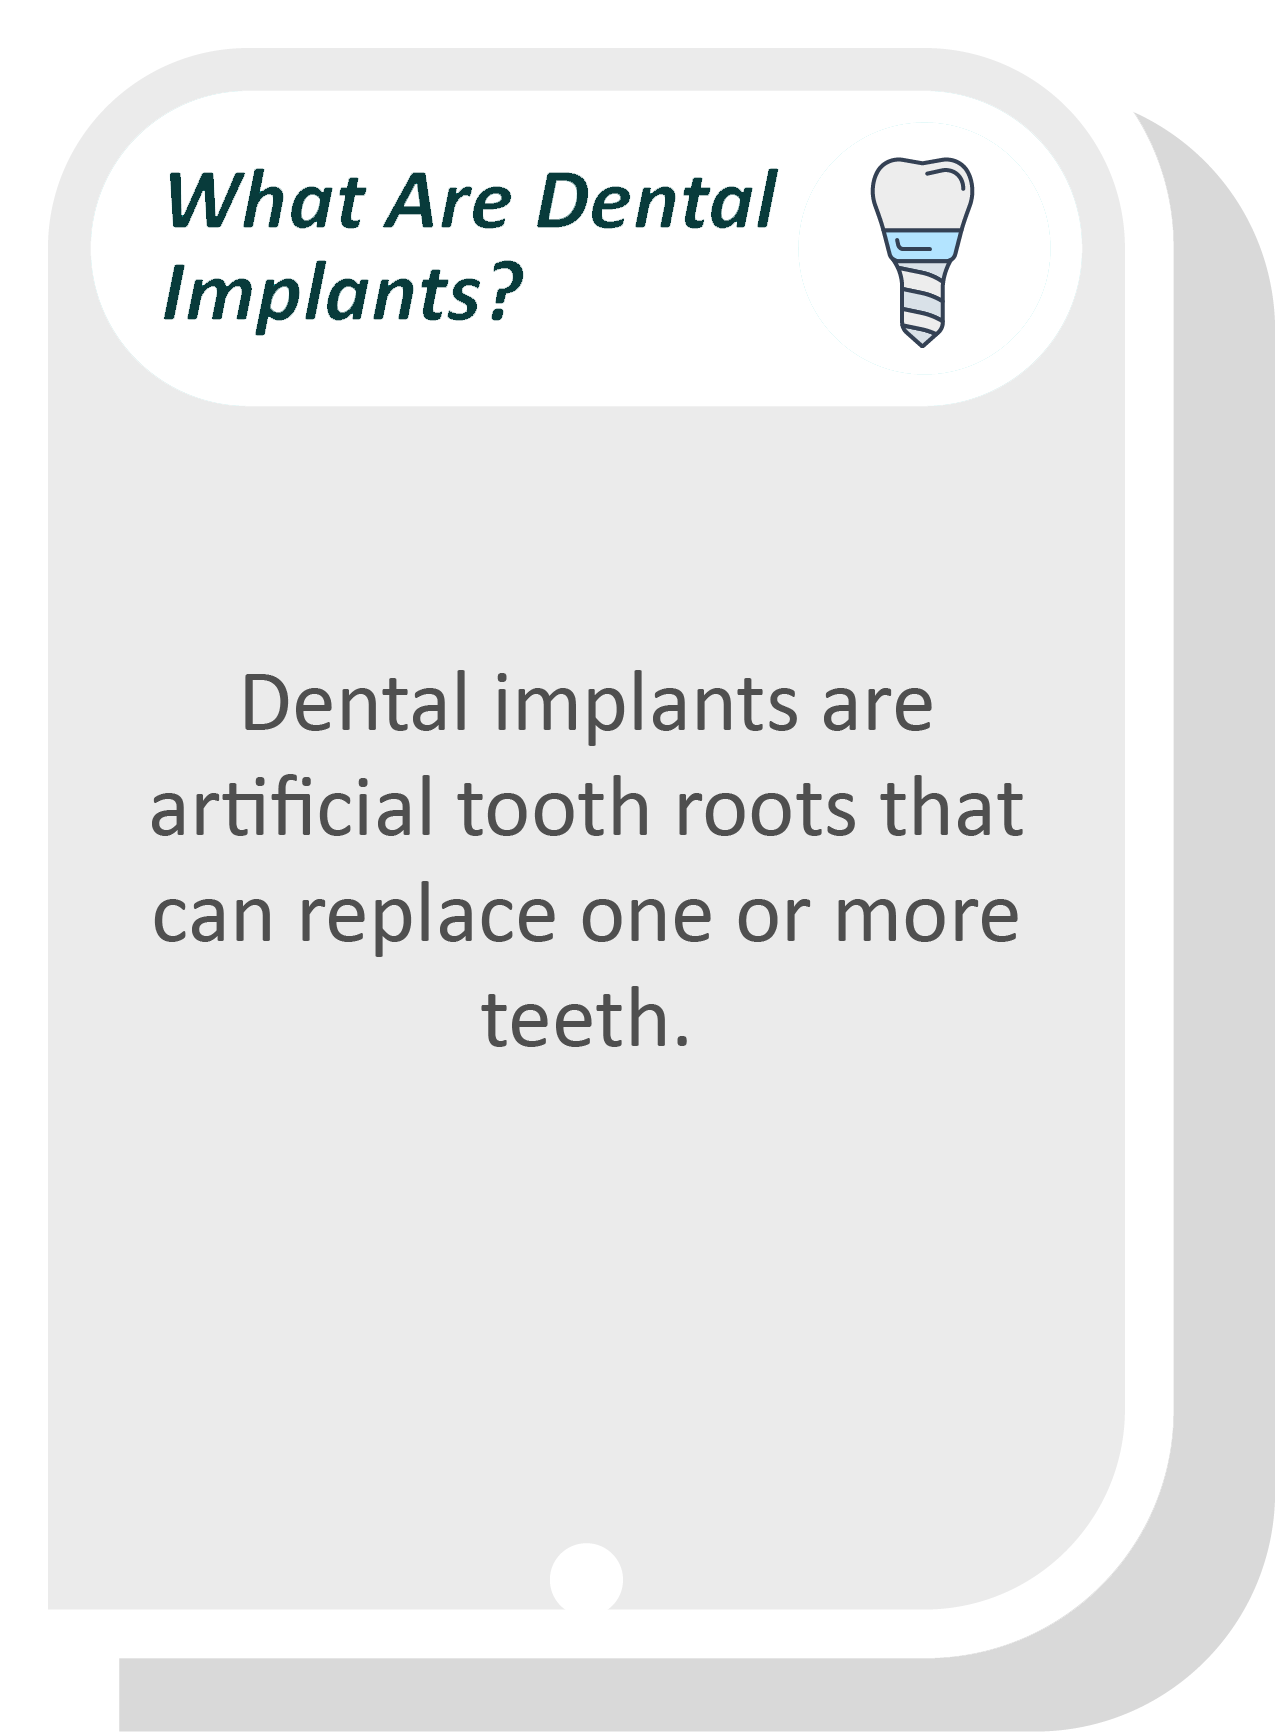 What Are Dental
Implants?
Dental implants are
artificial tooth roots that
can replace one or more
teeth.